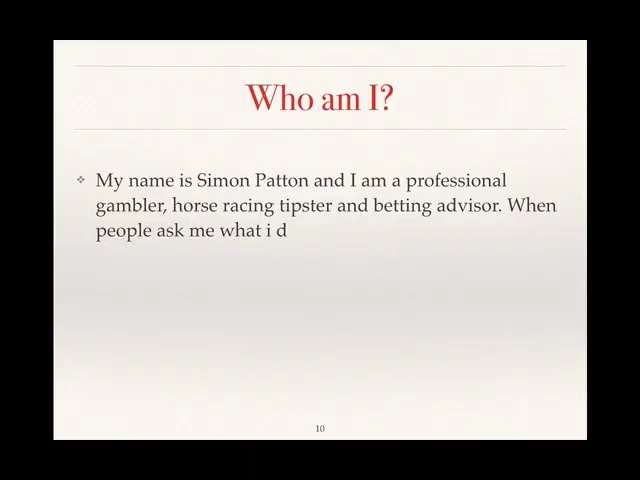 Who am I?
❖ My name is Simon Patton and I am a professional
gambler, horse racing tipster and betting advisor. When
people ask me what i d
10